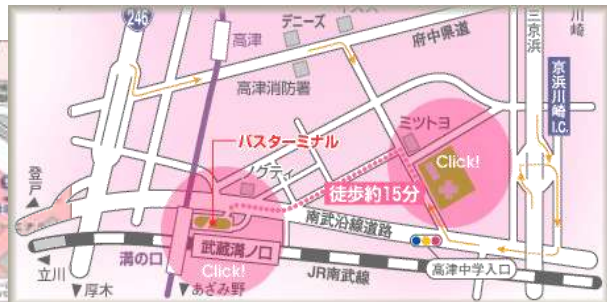 246
高津
デニーズ
府中県道
三京浜
川崎
京浜川崎
I.C.
高津消防署
ミツトヨ
バスターミナル
Click!
ノクティ
登戸
徒歩約15分
南武沿線道路
武蔵溝ノ口
溝の口
Click!
高津中学入口
JR南武線
立川
厚木
あざみ野